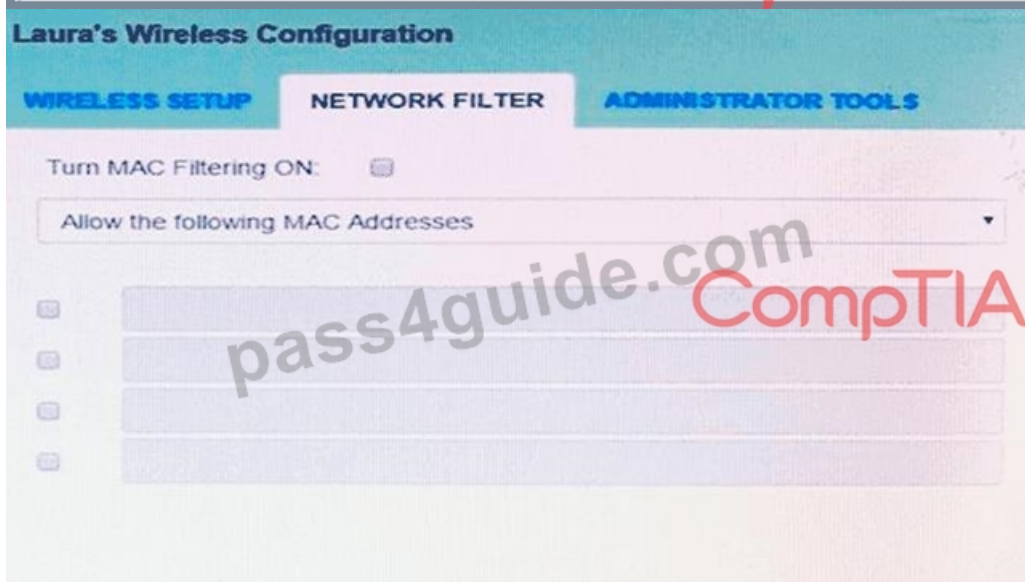 Laura's Wireless Configuration
WIRELESS SETUP NETWORK FILTER ADMINISTRATOR TOOLS
Turn MAC Filtering ON:
Allow the following MAC Addresses
pass4guide.com
CompTIA